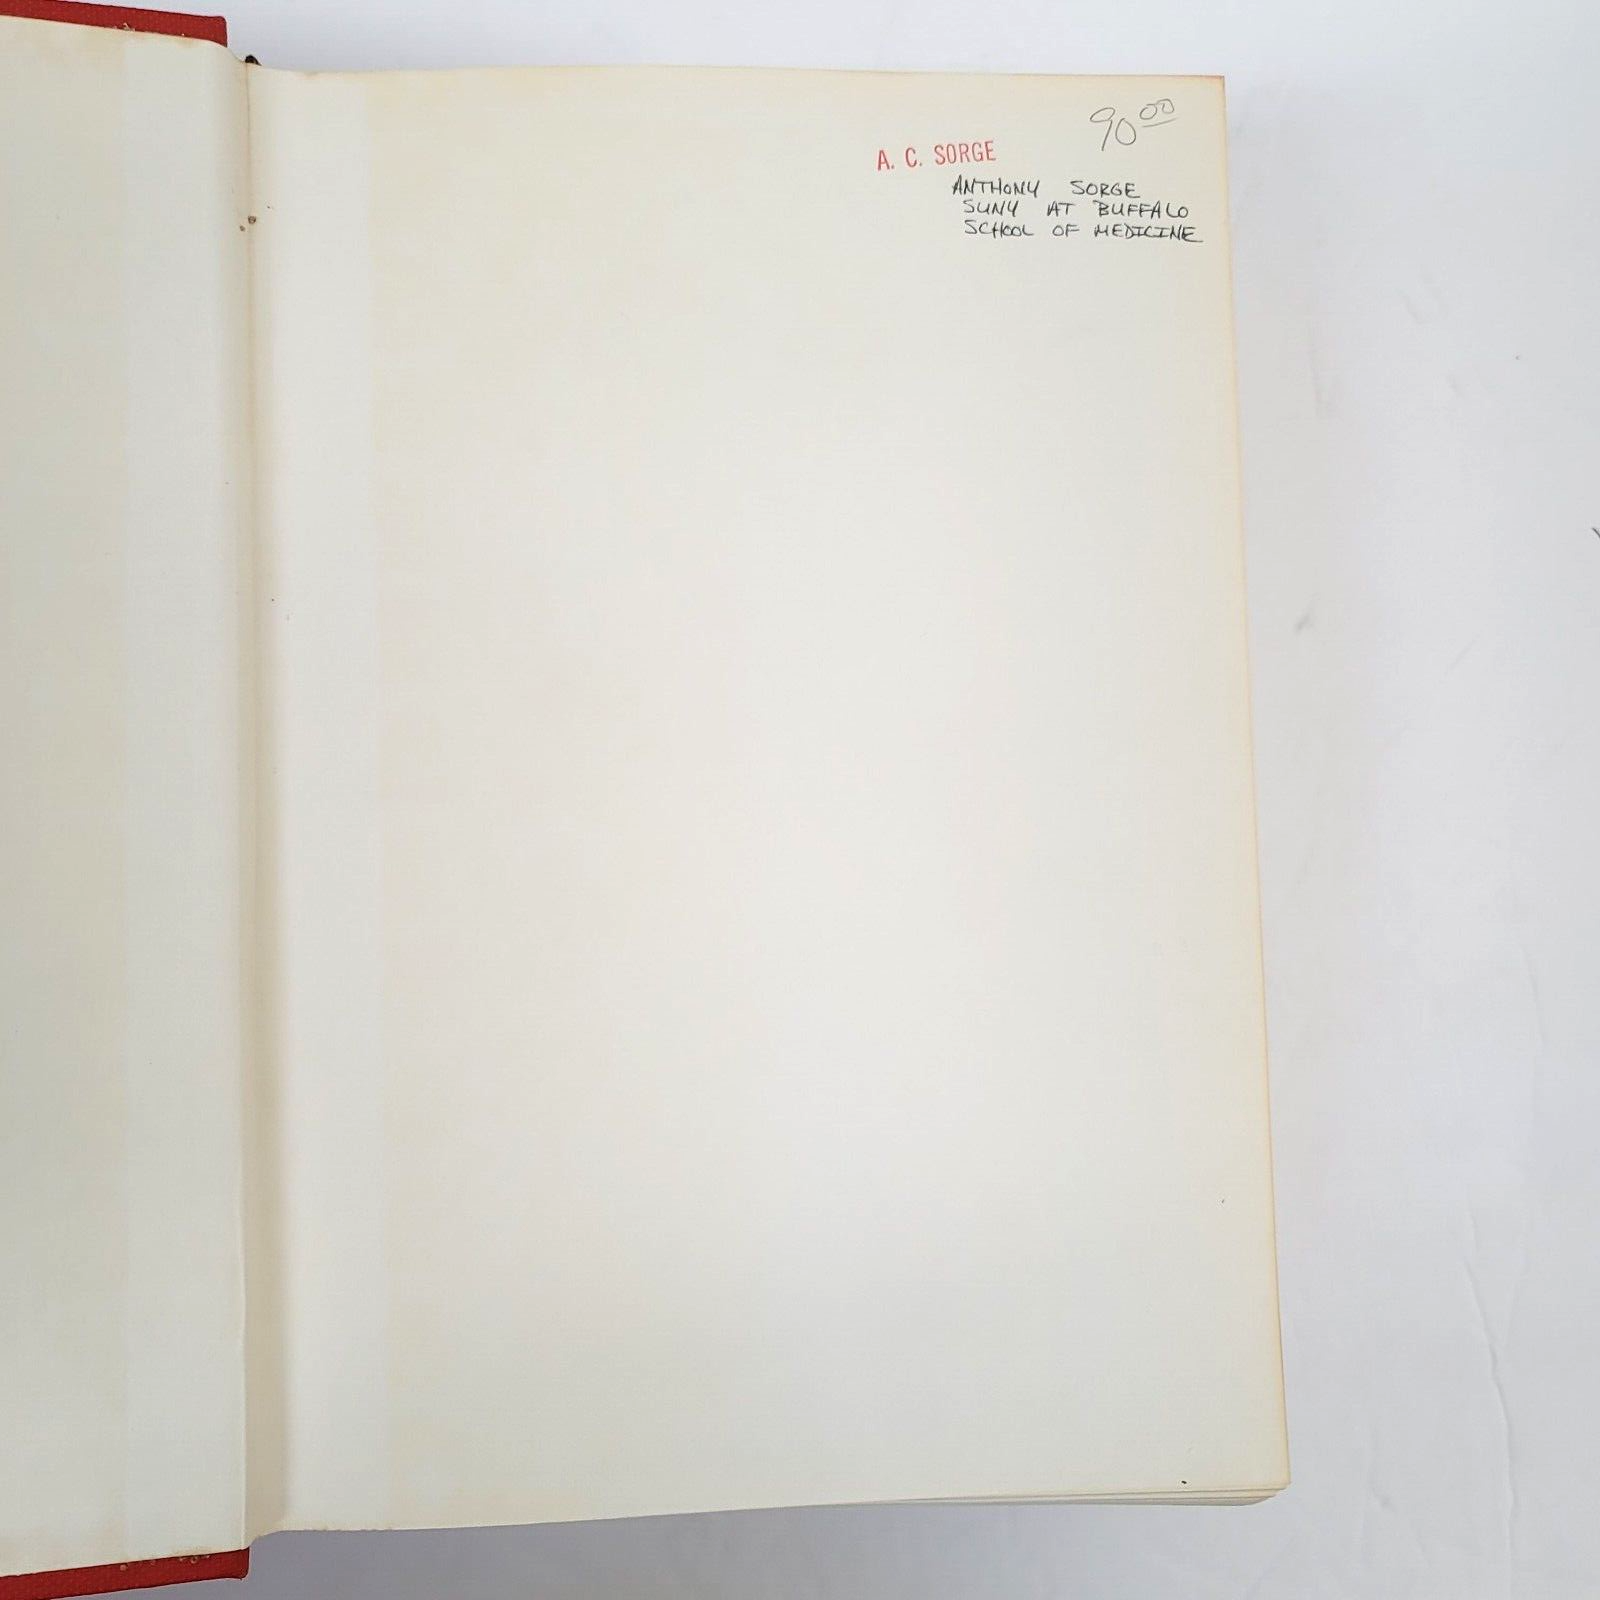 90 00
A. C. SORGE
ANTHONY SORGE
SUNY AT BUFFALO
SCHOOL OF MEDICINE